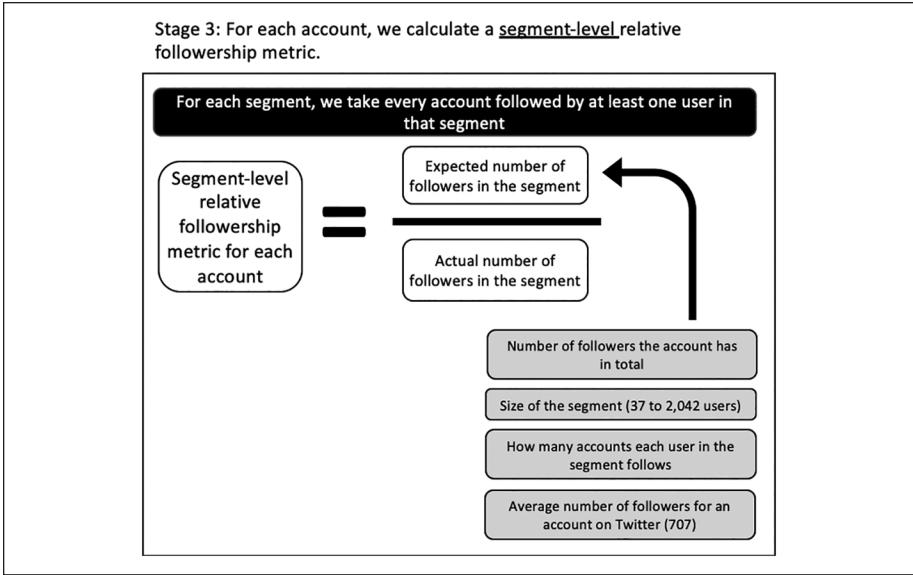 Stage 3: For each account, we calculate a segment-level relative
followership metric.
For each segment, we take every account followed by at least one user in
that segment
Segment-level
relative
followership
metric for each
account
=
Expected number of
followers in the segment
Actual number of
followers in the segment
Number of followers the account has
in total
Size of the segment (37 to 2,042 users)
How many accounts each user in the
segment follows
Average number of followers for an
account on Twitter (707)